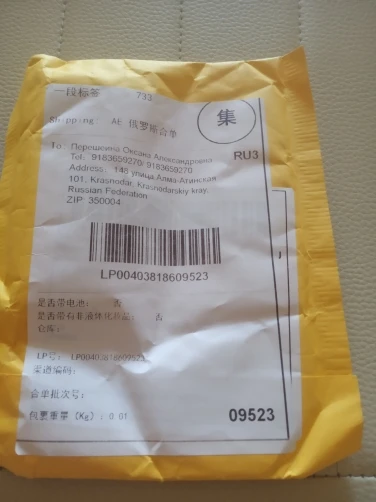 一段标签 733
集
Shipping: AE 俄罗斯合单
RU3
To: Перешкина Оксана Александровна
Tel: 9183659270; 9183659270
Address: 148 улица Алма-Атинская
101, Krasnodar, Krasnodarskiy kray,
Russian Federation
ZIP: 350004
LP00403818609523
是否带电池: 否
是否带有非液体化妆品: 否
仓库:
LP号: LP00403818609523
渠道编码:
合单批次号:
包裹重量 (Kg): 0.01
09523